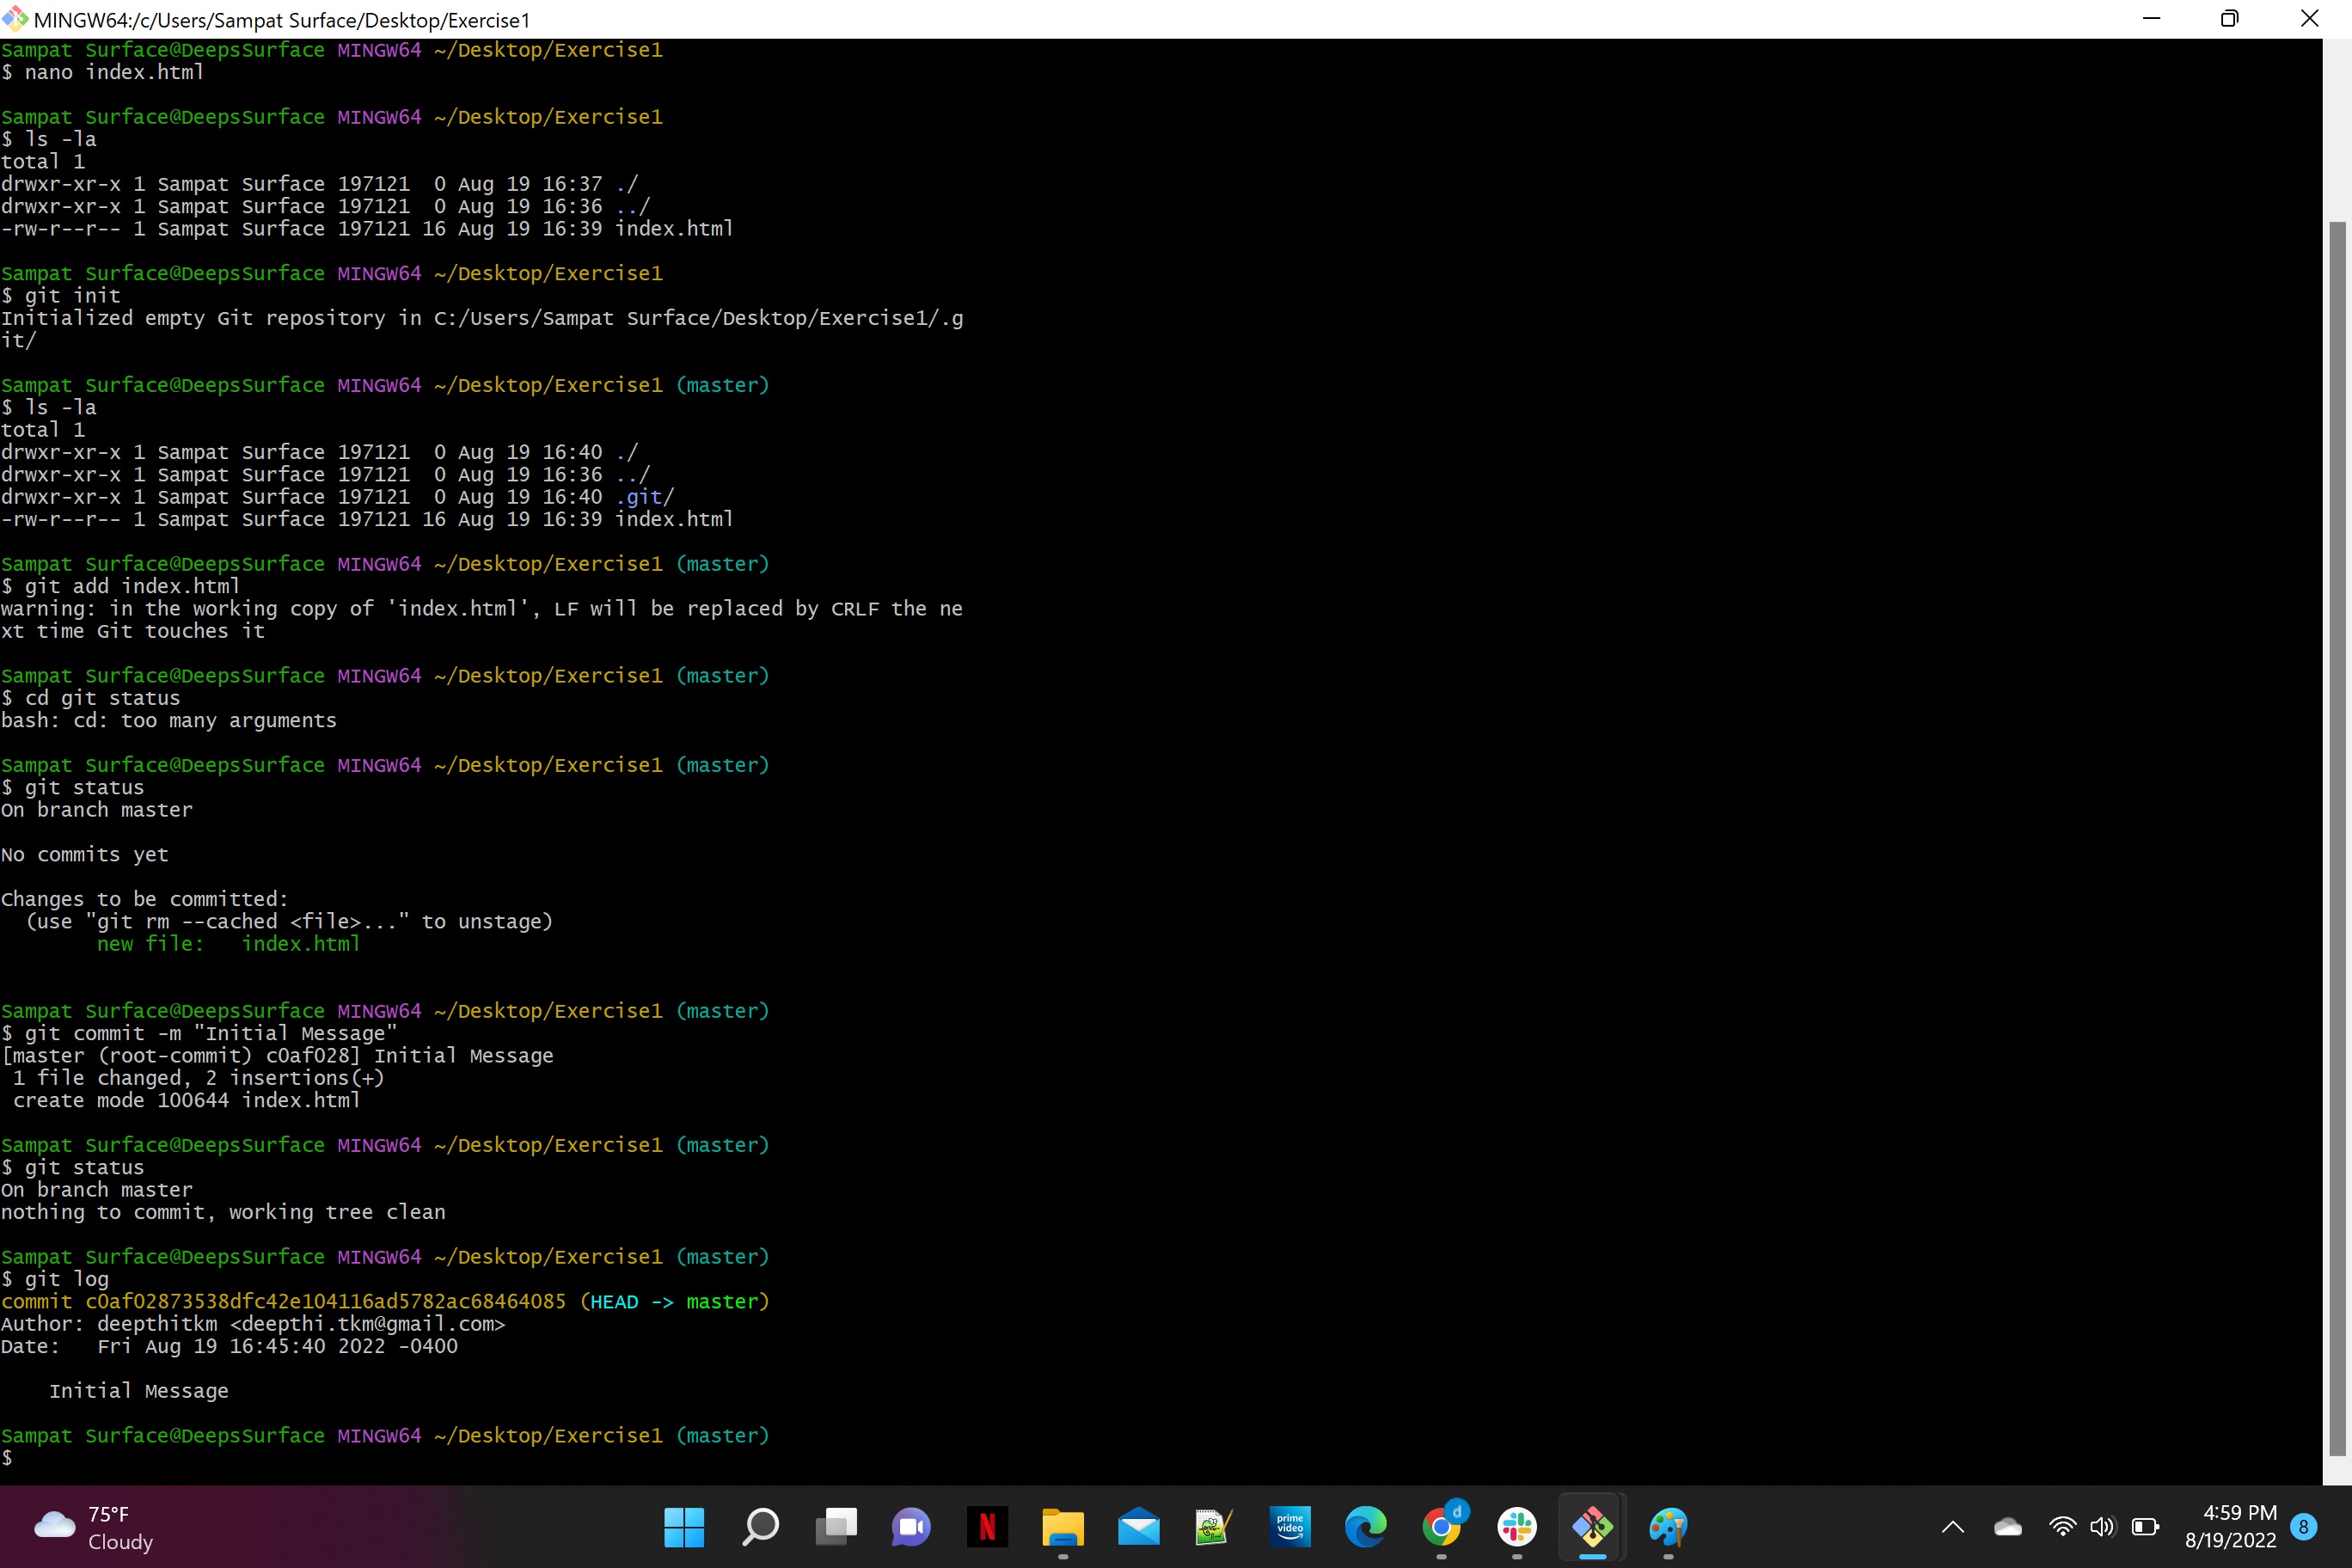 MINGW64:/c/Users/Sampat Surface/Desktop/Exercise1
Sampat Surface@DeepsSurface MINGW64 ~/Desktop/Exercise1
$ nano index.html
Sampat Surface@DeepsSurface MINGW64 ~/Desktop/Exercise1
$ ls -la
total 1
drwxr-xr-x 1 Sampat Surface 197121  0 Aug 19 16:37 ./
drwxr-xr-x 1 Sampat Surface 197121  0 Aug 19 16:36 ../
-rw-r--r-- 1 Sampat Surface 197121 16 Aug 19 16:39 index.html
Sampat Surface@DeepsSurface MINGW64 ~/Desktop/Exercise1
$ git init
Initialized empty Git repository in C:/Users/Sampat Surface/Desktop/Exercise1/.g
it/
Sampat Surface@DeepsSurface MINGW64 ~/Desktop/Exercise1 (master)
$ ls -la
total 1
drwxr-xr-x 1 Sampat Surface 197121  0 Aug 19 16:40 ./
drwxr-xr-x 1 Sampat Surface 197121  0 Aug 19 16:36 ../
drwxr-xr-x 1 Sampat Surface 197121  0 Aug 19 16:40 .git/
-rw-r--r-- 1 Sampat Surface 197121 16 Aug 19 16:39 index.html
Sampat Surface@DeepsSurface MINGW64 ~/Desktop/Exercise1 (master)
$ git add index.html
warning: in the working copy of 'index.html', LF will be replaced by CRLF the ne
xt time Git touches it
Sampat Surface@DeepsSurface MINGW64 ~/Desktop/Exercise1 (master)
$ cd git status
bash: cd: too many arguments
Sampat Surface@DeepsSurface MINGW64 ~/Desktop/Exercise1 (master)
$ git status
On branch master
No commits yet
Changes to be committed:
  (use "git rm --cached <file>..." to unstage)
        new file:   index.html
Sampat Surface@DeepsSurface MINGW64 ~/Desktop/Exercise1 (master)
$ git commit -m "Initial Message"
[master (root-commit) c0af028] Initial Message
 1 file changed, 2 insertions(+)
 create mode 100644 index.html
Sampat Surface@DeepsSurface MINGW64 ~/Desktop/Exercise1 (master)
$ git status
On branch master
nothing to commit, working tree clean
Sampat Surface@DeepsSurface MINGW64 ~/Desktop/Exercise1 (master)
$ git log
commit c0af02873538dfc42e104116ad5782ac68464085 (HEAD -> master)
Author: deepthitkm <deepthi.tkm@gmail.com>
Date:   Fri Aug 19 16:45:40 2022 -0400
    Initial Message
Sampat Surface@DeepsSurface MINGW64 ~/Desktop/Exercise1 (master)
$
75°F
Cloudy
N
prime
video
d
4:59 PM
8/19/2022
8